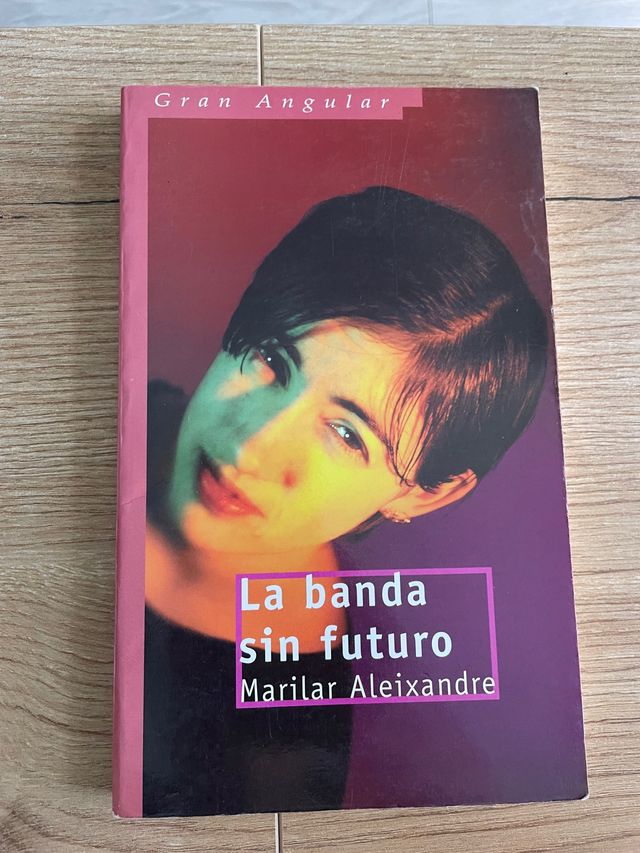 Gran Angular
La banda
sin futuro
Marilar Aleixandre